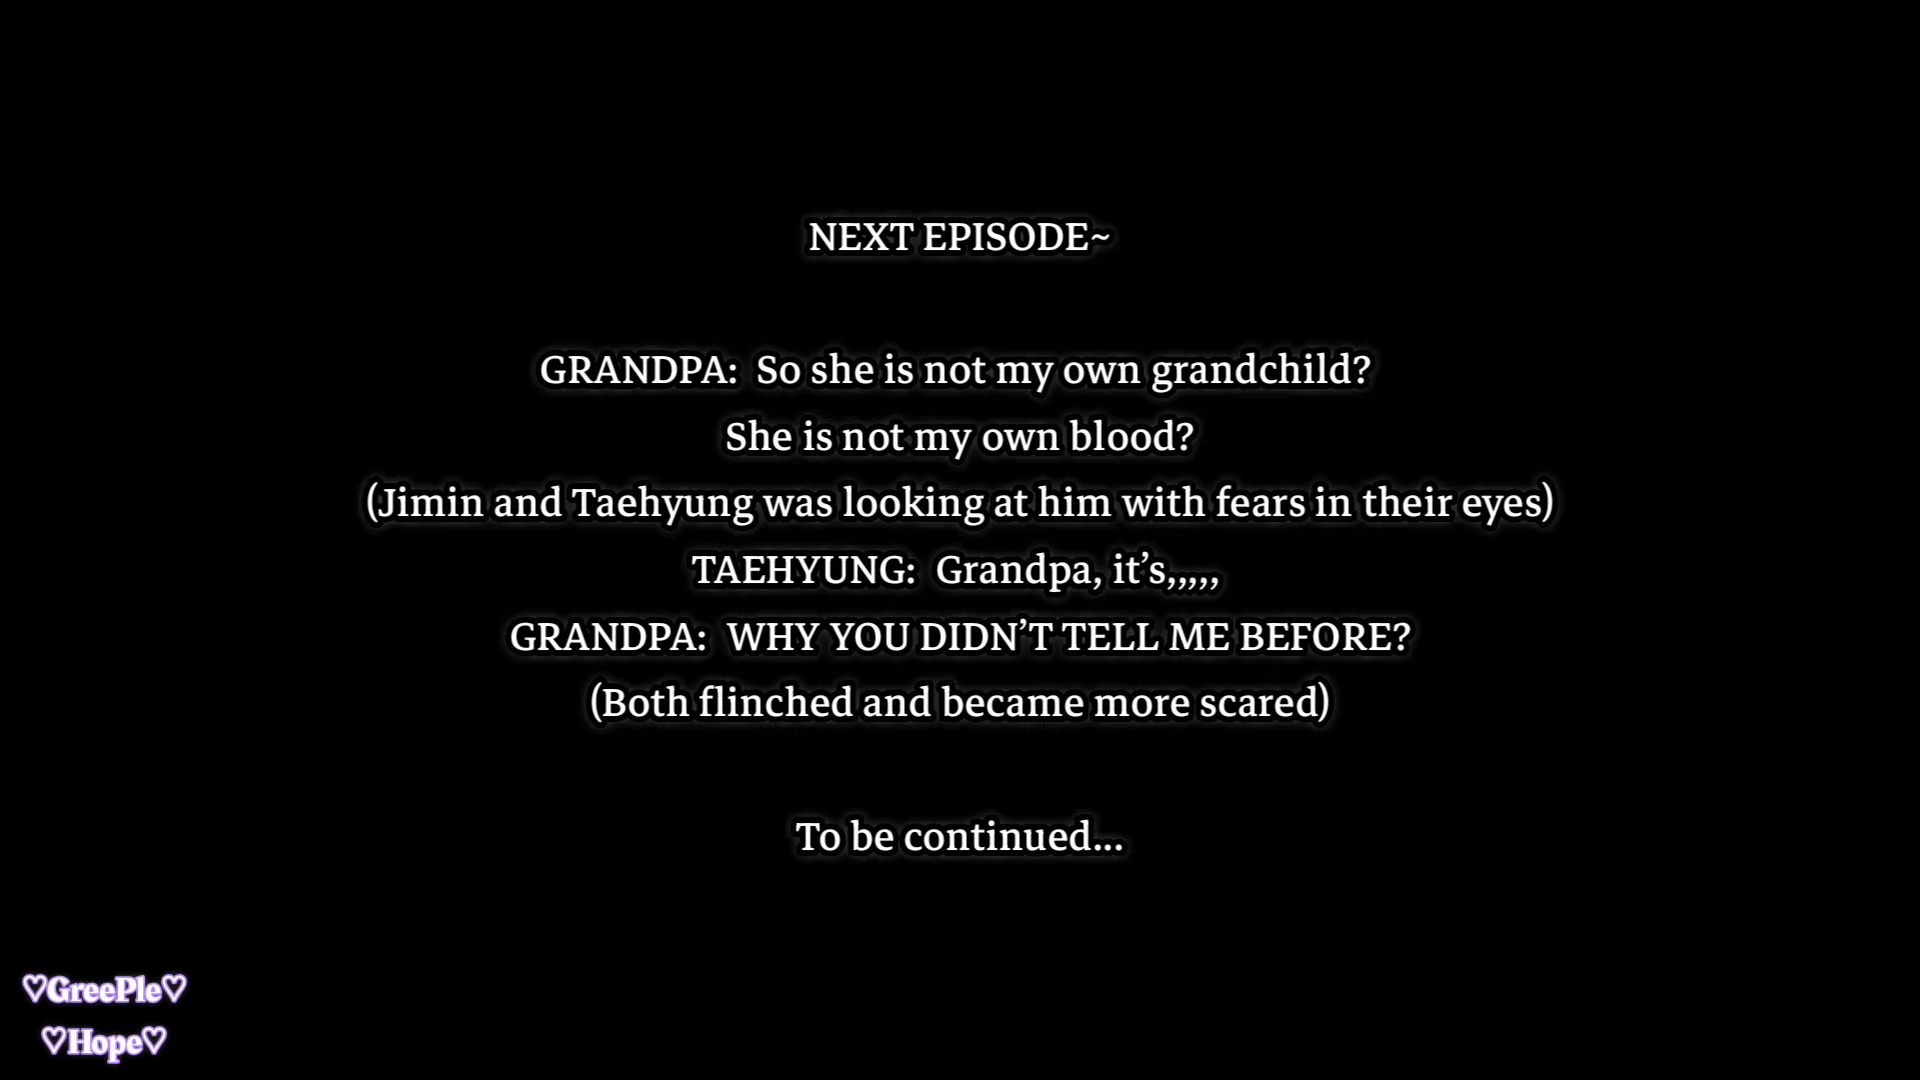 NEXT EPISODE~
GRANDPA:  So she is not my own grandchild?
She is not my own blood?
(Jimin and Taehyung was looking at him with fears in their eyes)
TAEHYUNG:  Grandpa, it’s,,,,,
GRANDPA:  WHY YOU DIDN’T TELL ME BEFORE?
(Both flinched and became more scared)
To be continued...
♡GreePle♡
♡Hope♡